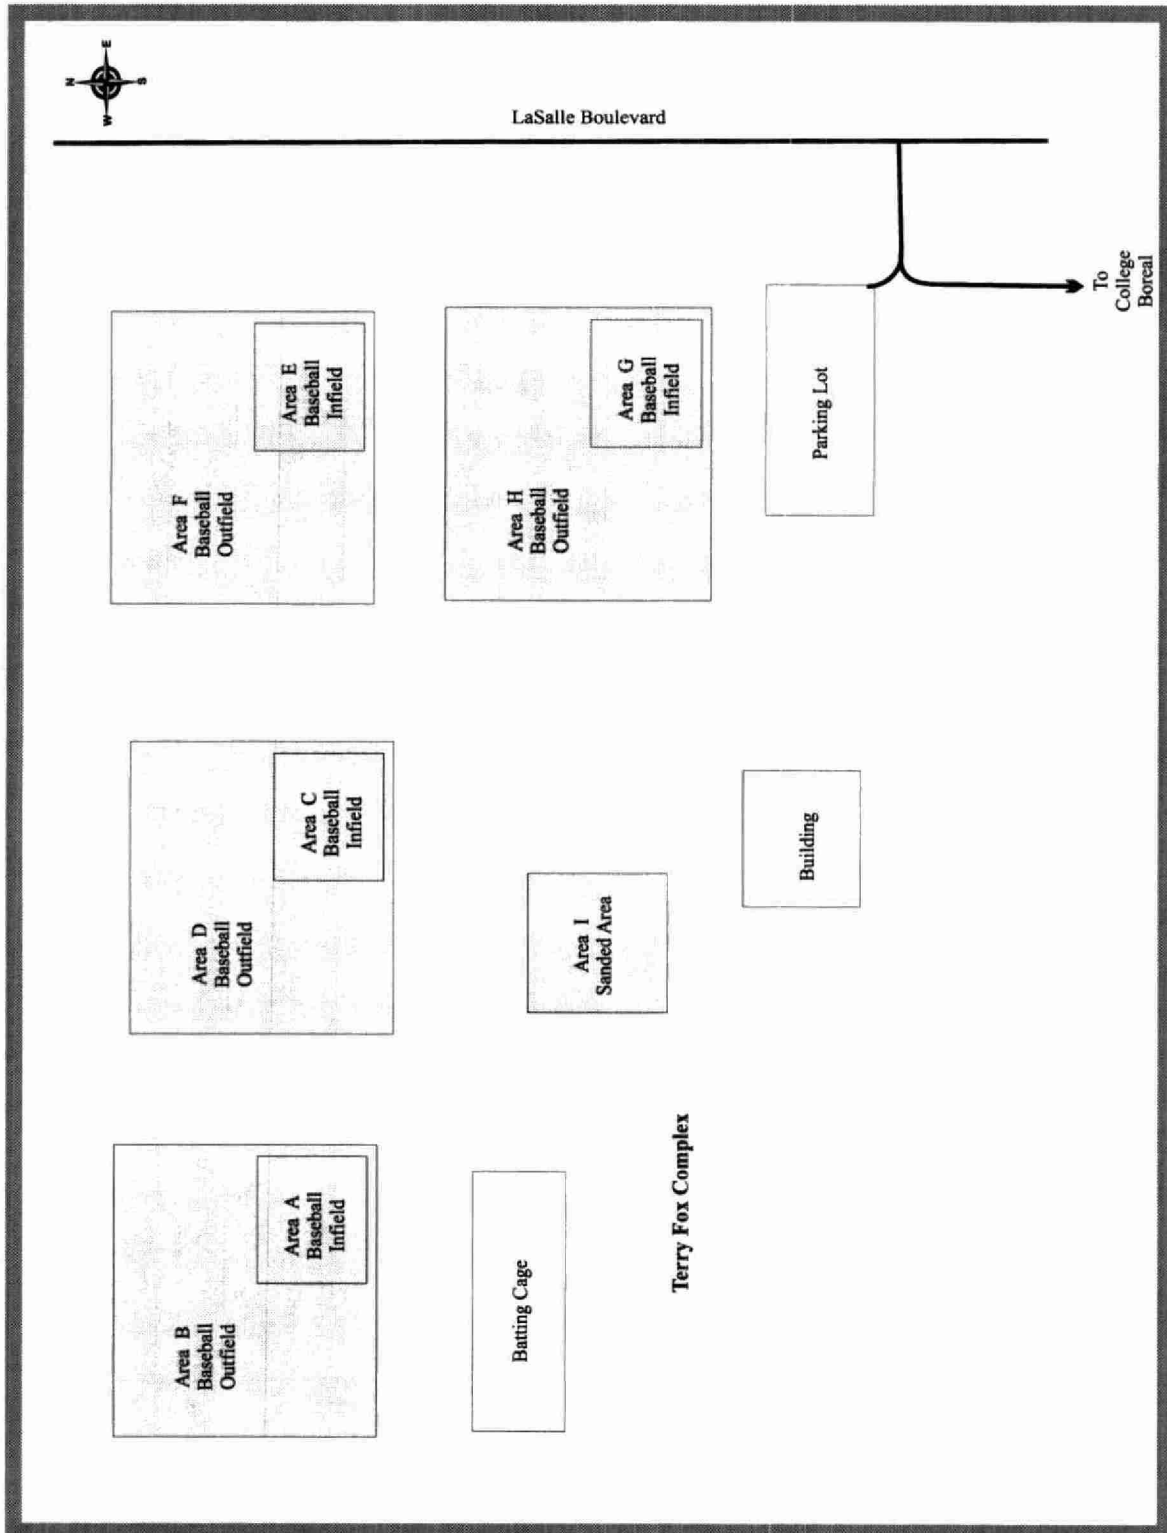 N
E
S
W
LaSalle Boulevard
To
College
Boreal
Area F
Baseball
Outfield
Area E
Baseball
Infield
Area H
Baseball
Outfield
Area G
Baseball
Infield
Parking Lot
Area D
Baseball
Outfield
Area C
Baseball
Infield
Area I
Sanded Area
Building
Area B
Baseball
Outfield
Area A
Baseball
Infield
Batting Cage
Terry Fox Complex